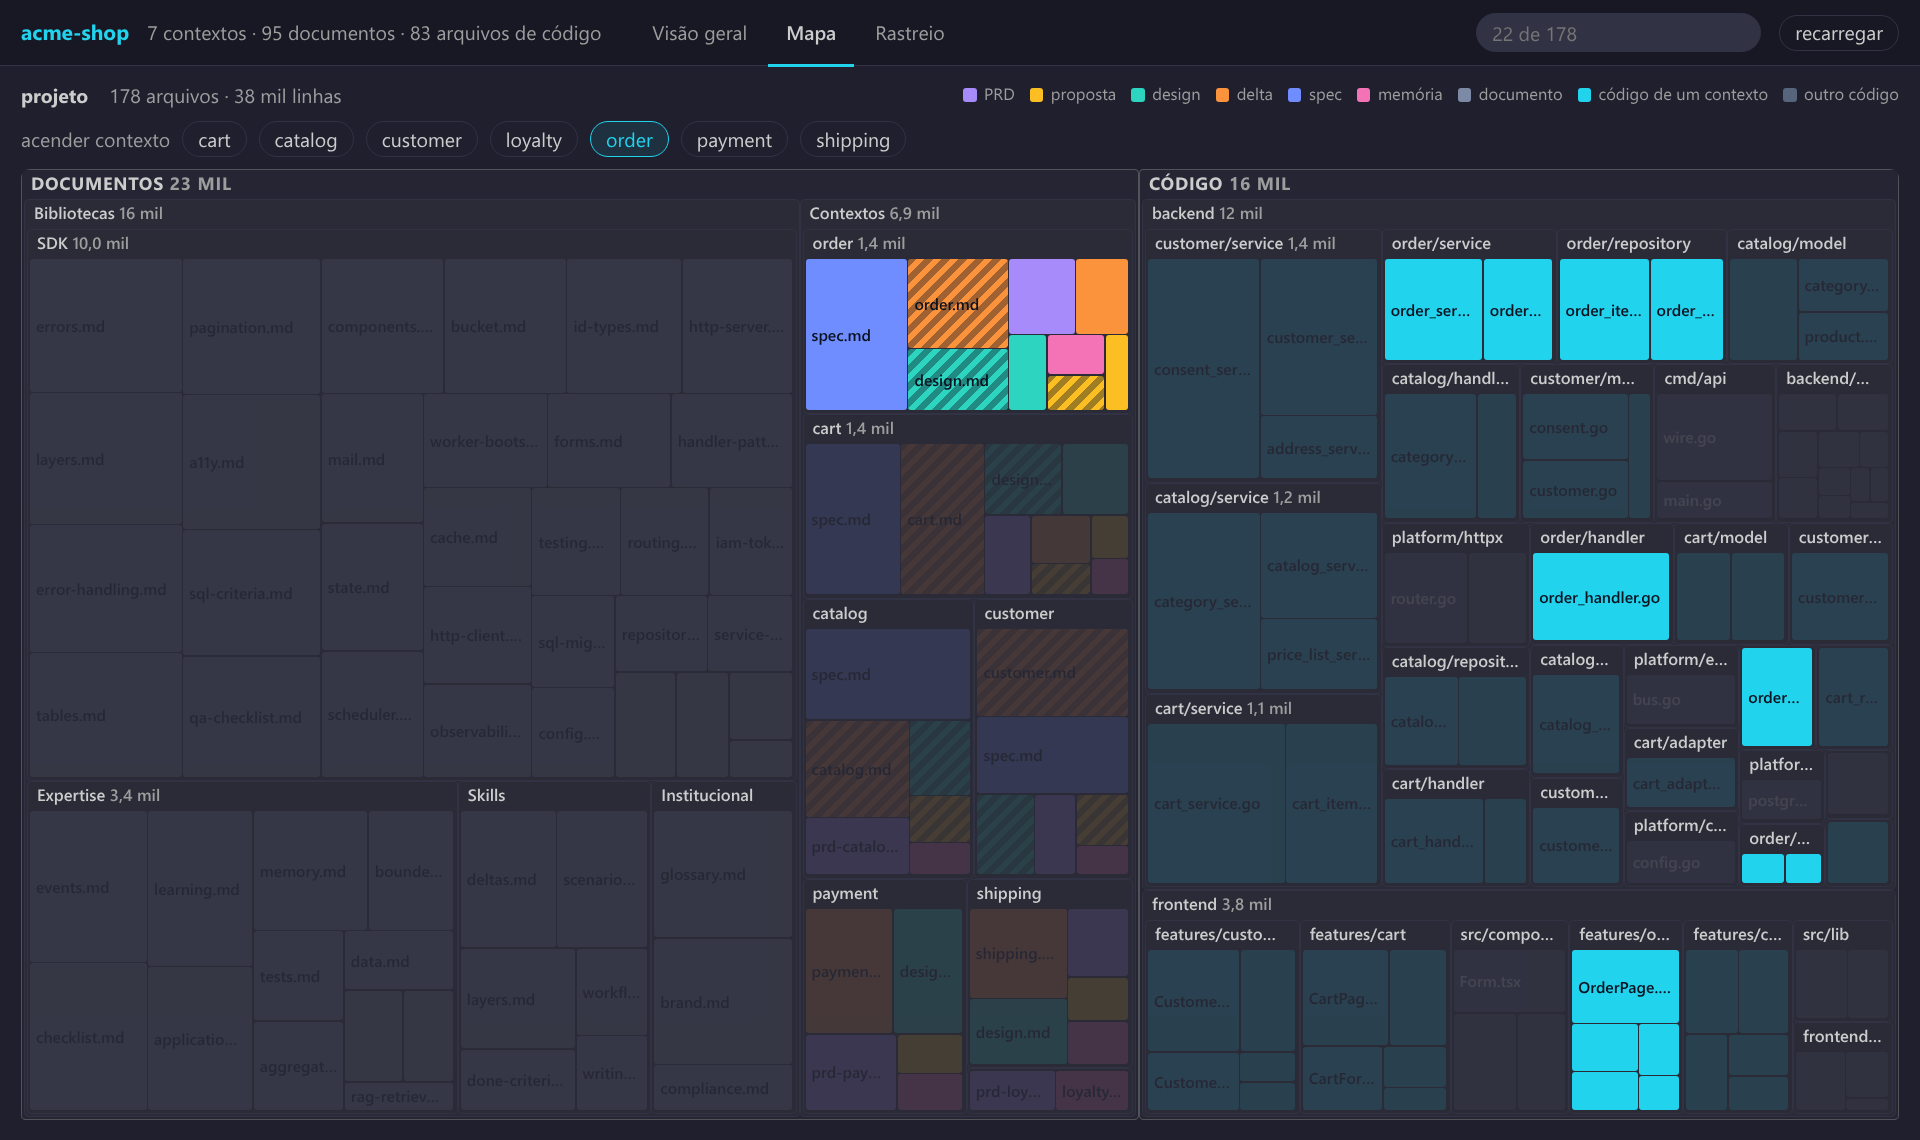 acme-shop 7 contextos · 95 documentos · 83 arquivos de código Visão geral Mapa Rastreio 22 de 178 recarregar
projeto 178 arquivos · 38 mil linhas PRD proposta design delta spec memória documento código de um contexto outro código
acender contexto cart catalog customer loyalty order payment shipping
DOCUMENTOS 23 MIL
Bibliotecas 16 mil
SDK 10,0 mil
errors.md
pagination.md
components....
bucket.md
id-types.md
http-server....
layers.md
a11y.md
mail.md
worker-boots...
forms.md
handler-patt...
cache.md
testing....
routing....
iam-tok...
error-handling.md
sql-criteria.md
state.md
http-client....
sql-mig...
repositor...
service-...
tables.md
qa-checklist.md
scheduler....
observabili...
config....
Expertise 3,4 mil
events.md
learning.md
memory.md
bounde...
tests.md
data.md
checklist.md
applicatio...
aggregat...
rag-retriev...
Skills
deltas.md
scenario...
layers.md
workfl...
done-criteri...
writin...
Institucional
glossary.md
brand.md
compliance.md
Contextos 6,9 mil
order 1,4 mil
spec.md
order.md
design.md
cart 1,4 mil
spec.md
cart.md
design...
catalog
spec.md
catalog.md
prd-catalo...
customer
customer.md
spec.md
payment
paymen...
desig...
prd-pay...
shipping
shipping....
design.md
prd-loy...
loyalty...
CÓDIGO 16 MIL
backend 12 mil
customer/service 1,4 mil
consent_ser...
customer_se...
address_serv...
catalog/service 1,2 mil
category_se...
catalog_serv...
price_list_ser...
cart/service 1,1 mil
cart_service.go
cart_item...
order/service
order_ser...
order...
order/repository
order_ite...
order_...
catalog/model
category...
product....
catalog/handl...
category...
customer/m...
consent.go
customer.go
cmd/api
wire.go
main.go
backend/...
platform/httpx
router.go
order/handler
order_handler.go
cart/model
customer...
customer...
catalog/reposit...
catalo...
catalog...
catalog_...
platform/e...
bus.go
order...
cart_r...
cart/adapter
cart_adapt...
platfor...
postgr...
cart/handler
cart_hand...
custom...
custome...
platform/c...
config.go
order/...
frontend 3,8 mil
features/custo...
Custome...
Custome...
features/cart
CartPag...
CartFor...
src/compo...
Form.tsx
features/o...
OrderPage....
features/c...
src/lib
frontend...